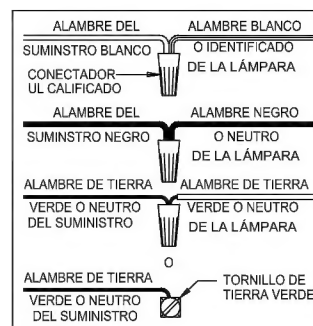 ALAMBRE DEL ALAMBRE BLANCO
SUMINSTRO BLANCO O IDENTIFICADO
CONECTADOR DE LA LÁMPARA
UL CALIFICADO
ALAMBRE DEL ALAMBRE NEGRO
SUMINSTRO NEGRO O NEUTRO
DE LA LÁMPARA
ALAMBRE DE TIERRA ALAMBRE DE TIERRA
VERDE O NEUTRO VERDE O NEUTRO
DEL SUMINISTRO DE LA LÁMPARA
O
ALAMBRE DE TIERRA TORNILLO DE
VERDE O NEUTRO TIERRA VERDE
DEL SUMINISTRO